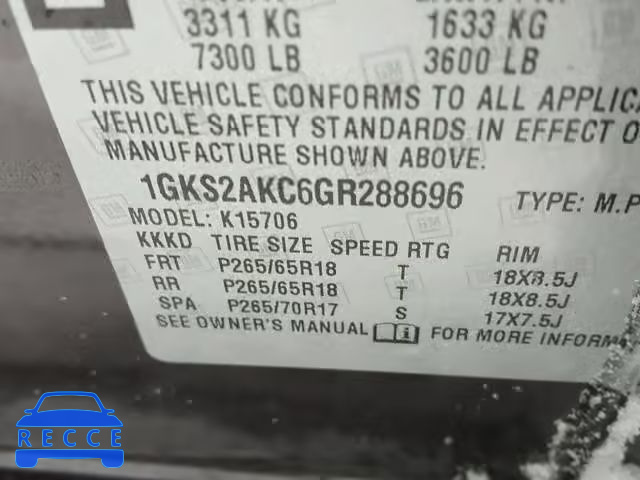 3311 KG 1633 KG
7300 LB 3600 LB
THIS VEHICLE CONFORMS TO ALL APPLICA
VEHICLE SAFETY STANDARDS IN EFFECT O
MANUFACTURE SHOWN ABOVE.
1GKS2AKC6GR288696 TYPE: M.P
MODEL: K15706
KKKD TIRE SIZE SPEED RTG RIM
FRT P265/65R18 T 18X8.5J
RR P265/65R18 T 18X8.5J
SPA P265/70R17 S 17X7.5J
SEE OWNER'S MANUAL FOR MORE INFORM
RECCE